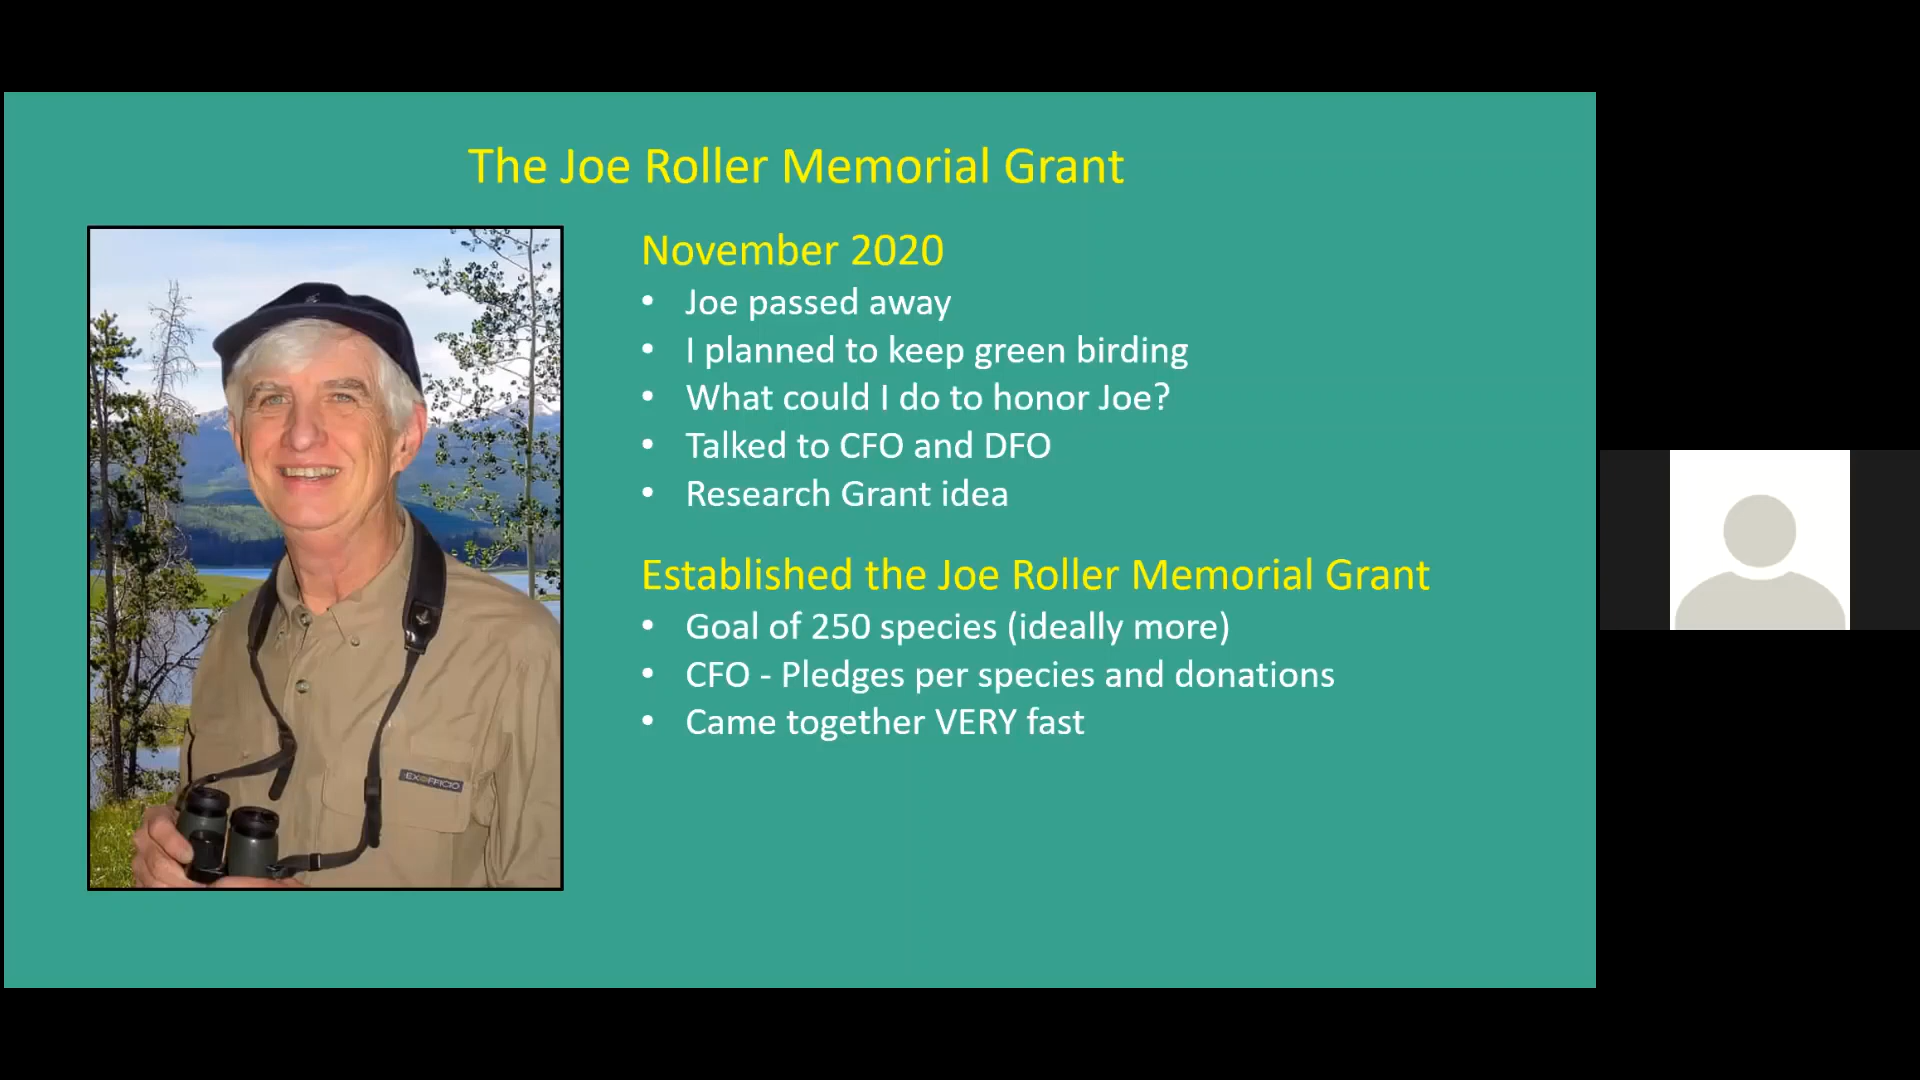 The Joe Roller Memorial Grant
November 2020
• Joe passed away
• I planned to keep green birding
• What could I do to honor Joe?
• Talked to CFO and DFO
• Research Grant idea
Established the Joe Roller Memorial Grant
• Goal of 250 species (ideally more)
• CFO - Pledges per species and donations
• Came together VERY fast
EXOFFICIO